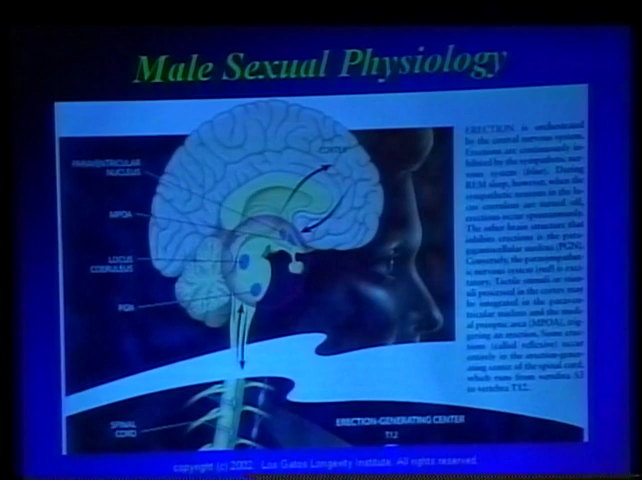 Male Sexual Physiology
CORTEX
PARAVENTRICULAR
NUCLEUS
MPOA
LOCUS
COERULEUS
PGN
SPINAL
CORD
ERECTION-GENERATING CENTER
T12
ERECTION is orchestrated
by the central nervous system.
Erections are continuously in-
hibited by the sympathetic ner-
vous system (blue). During
REM sleep, however, when the
sympathetic neurons in the lo-
cus coeruleus are turned off,
erections occur spontaneously.
The other brain structure that
inhibits erections is the para-
gigantocellular nucleus (PGN).
Conversely, the parasympathet-
ic nervous system (red) is exci-
tatory. Tactile stimuli or visu-
als processed in the cortex may
be integrated in the paraven-
tricular nucleus and the medi-
al preoptic area (MPOA), trig-
gering an erection. Some erec-
tions (called reflexive) occur
entirely in the erection-gener-
ating center of the spinal cord,
which runs from vertebra S3
to vertebra T12.
copyright (c) 2002. Los Gatos Longevity Institute. All rights reserved.